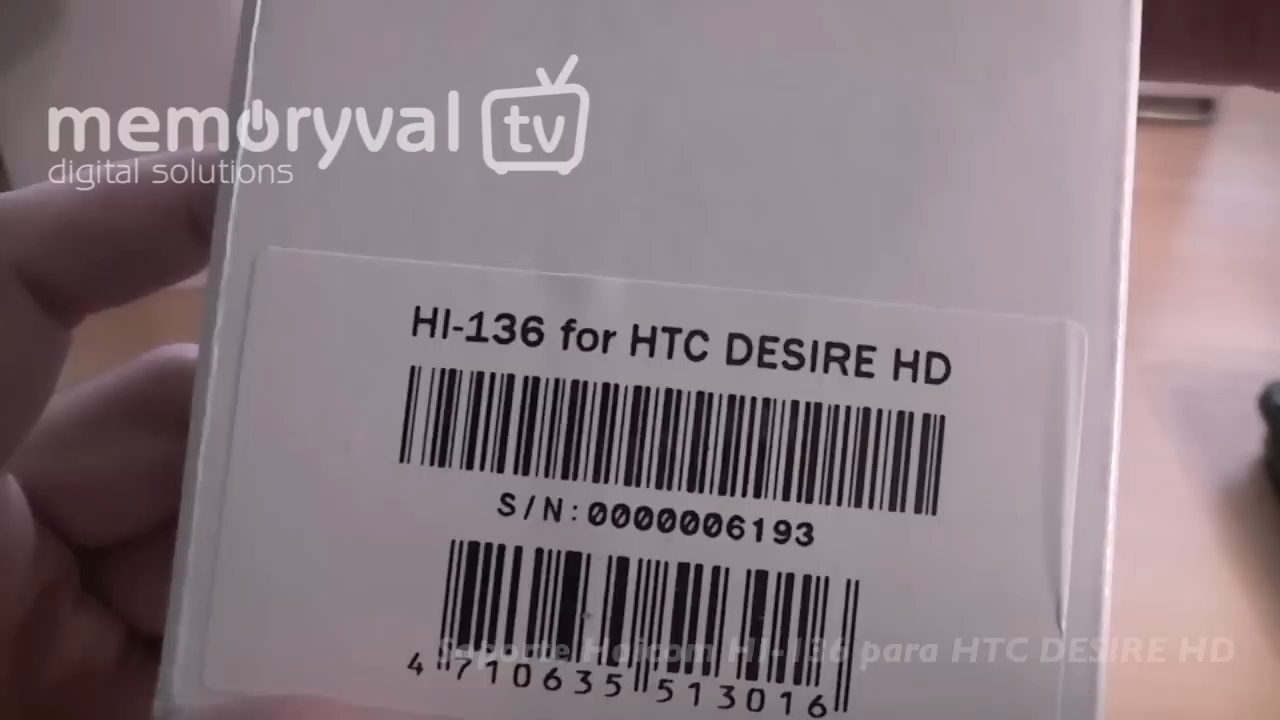 memoryval tv
digital solutions
HI-136 for HTC DESIRE HD
S/N:0000006193
4 710635 513016
Soporte Haicom HI-136 para HTC DESIRE HD